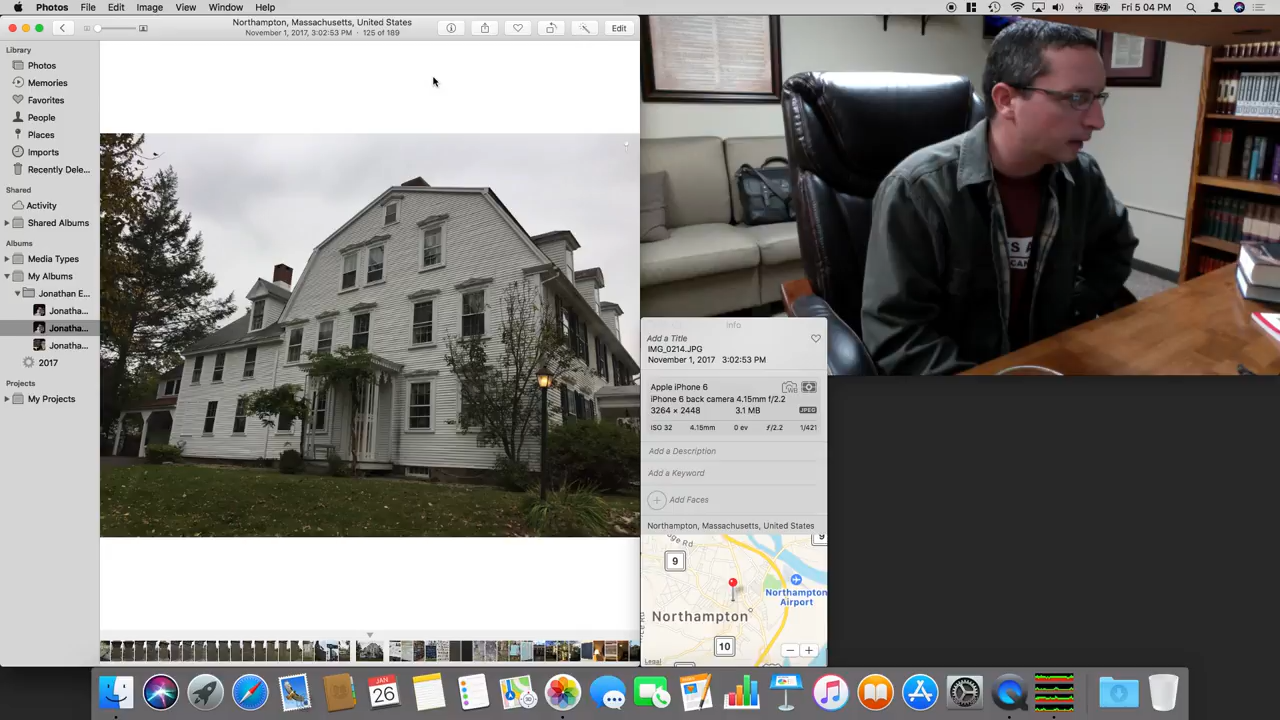 Photos File Edit Image View Window Help
Fri 5:04 PM
Northampton, Massachusetts, United States
November 1, 2017, 3:02:53 PM • 125 of 189
Edit
Library
Photos
Memories
Favorites
People
Places
Imports
Recently Dele...
Shared
Activity
Shared Albums
Albums
Media Types
My Albums
Jonathan E...
Jonatha...
Jonatha...
Jonatha...
2017
Projects
My Projects
Info
Add a Title
IMG_0214.JPG
November 1, 2017 3:02:53 PM
Apple iPhone 6
iPhone 6 back camera 4.15mm f/2.2
3264 × 2448 3.1 MB JPEG
ISO 32 4.15mm 0 ev ƒ/2.2 1/421
Add a Description
Add a Keyword
Add Faces
Northampton, Massachusetts, United States
9
9
Northampton
Airport
Northampton
10
Legal
JAN
26